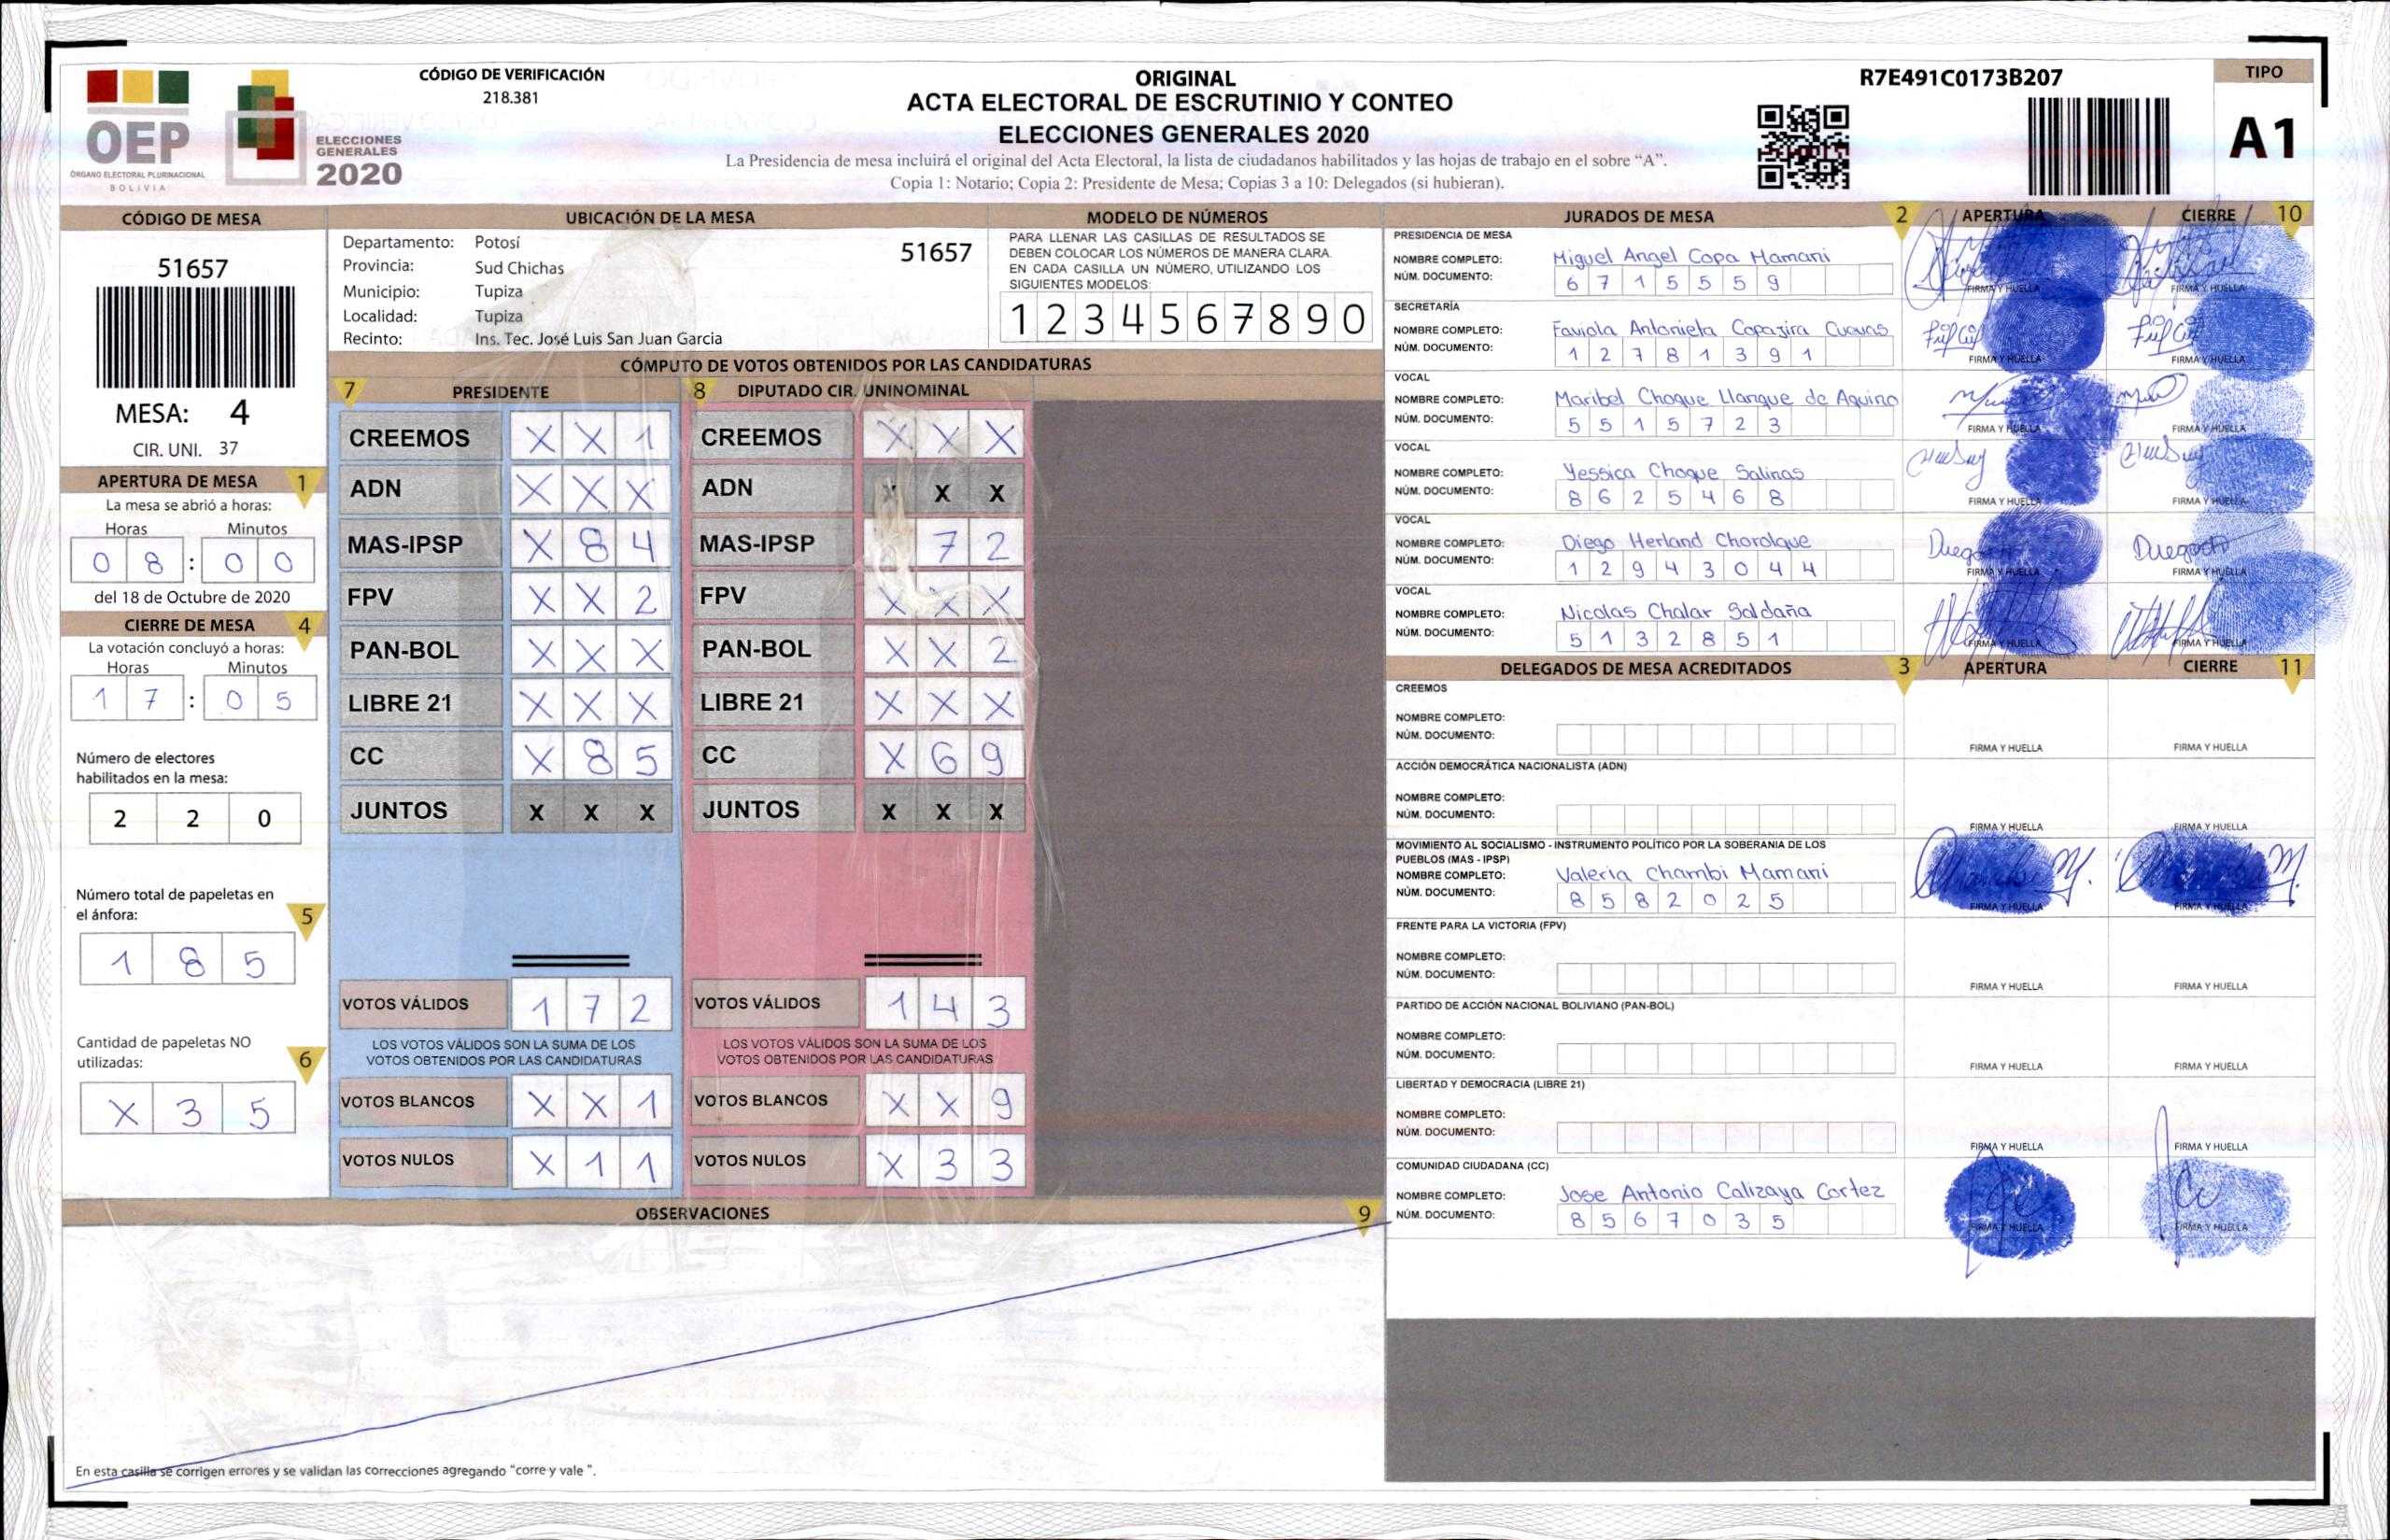 CÓDIGO DE VERIFICACIÓN
218.381
OEP
ÓRGANO ELECTORAL PLURINACIONAL
BOLIVIA
ELECCIONES
GENERALES
2020
ORIGINAL
ACTA ELECTORAL DE ESCRUTINIO Y CONTEO
ELECCIONES GENERALES 2020
La Presidencia de mesa incluirá el original del Acta Electoral, la lista de ciudadanos habilitados y las hojas de trabajo en el sobre “A”.
Copia 1: Notario; Copia 2: Presidente de Mesa; Copias 3 a 10: Delegados (si hubieran).
R7E491C0173B207
TIPO
A1
CÓDIGO DE MESA
51657
MESA: 4
CIR. UNI. 37
APERTURA DE MESA 1
La mesa se abrió a horas:
Horas Minutos
0 8 : 0 0
del 18 de Octubre de 2020
CIERRE DE MESA 4
La votación concluyó a horas:
Horas Minutos
1 7 : 0 5
Número de electores
habilitados en la mesa:
2 2 0
Número total de papeletas en
el ánfora: 5
1 8 5
Cantidad de papeletas NO
utilizadas: 6
X 3 5
UBICACIÓN DE LA MESA
Departamento: Potosí
51657
Provincia: Sud Chichas
Municipio: Tupiza
Localidad: Tupiza
Recinto: Ins. Tec. José Luis San Juan Garcia
MODELO DE NÚMEROS
PARA LLENAR LAS CASILLAS DE RESULTADOS SE
DEBEN COLOCAR LOS NÚMEROS DE MANERA CLARA.
EN CADA CASILLA UN NÚMERO, UTILIZANDO LOS
SIGUIENTES MODELOS:
1 2 3 4 5 6 7 8 9 0
CÓMPUTO DE VOTOS OBTENIDOS POR LAS CANDIDATURAS
7 PRESIDENTE
CREEMOS X X 1
ADN X X X
MAS-IPSP X 8 4
FPV X X 2
PAN-BOL X X X
LIBRE 21 X X X
CC X 8 5
JUNTOS X X X
VOTOS VÁLIDOS 1 7 2
LOS VOTOS VÁLIDOS SON LA SUMA DE LOS
VOTOS OBTENIDOS POR LAS CANDIDATURAS
VOTOS BLANCOS X X 1
VOTOS NULOS X 1 1
8 DIPUTADO CIR. UNINOMINAL
CREEMOS X X X
ADN X X X
MAS-IPSP 7 2
FPV X X X
PAN-BOL X X 2
LIBRE 21 X X X
CC X 6 9
JUNTOS X X X
VOTOS VÁLIDOS 1 4 3
LOS VOTOS VÁLIDOS SON LA SUMA DE LOS
VOTOS OBTENIDOS POR LAS CANDIDATURAS
VOTOS BLANCOS X X 9
VOTOS NULOS X 3 3
OBSERVACIONES 9
En esta casilla se corrigen errores y se validan las correcciones agregando “corre y vale ”.
JURADOS DE MESA 2 APERTURA CIERRE 10
PRESIDENCIA DE MESA
NOMBRE COMPLETO: Miguel Angel Copa Mamani
NÚM. DOCUMENTO: 6 7 1 5 5 5 9
FIRMA Y HUELLA FIRMA Y HUELLA
SECRETARÍA
NOMBRE COMPLETO: Faviola Antonieta Copazira Cuevas
NÚM. DOCUMENTO: 1 2 7 8 1 3 9 1
FIRMA Y HUELLA FIRMA Y HUELLA
VOCAL
NOMBRE COMPLETO: Maribel Choque Llanque de Aquino
NÚM. DOCUMENTO: 5 5 1 5 7 2 3
FIRMA Y HUELLA FIRMA Y HUELLA
VOCAL
NOMBRE COMPLETO: Yessica Choque Salinas
NÚM. DOCUMENTO: 8 6 2 5 4 6 8
FIRMA Y HUELLA FIRMA Y HUELLA
VOCAL
NOMBRE COMPLETO: Diego Herland Chorolque
NÚM. DOCUMENTO: 1 2 9 4 3 0 4 4
FIRMA Y HUELLA FIRMA Y HUELLA
VOCAL
NOMBRE COMPLETO: Nicolas Chalar Saldaña
NÚM. DOCUMENTO: 5 1 3 2 8 5 1
FIRMA Y HUELLA FIRMA Y HUELLA
DELEGADOS DE MESA ACREDITADOS 3 APERTURA CIERRE 11
CREEMOS
NOMBRE COMPLETO:
NÚM. DOCUMENTO:
FIRMA Y HUELLA FIRMA Y HUELLA
ACCIÓN DEMOCRÁTICA NACIONALISTA (ADN)
NOMBRE COMPLETO:
NÚM. DOCUMENTO:
FIRMA Y HUELLA FIRMA Y HUELLA
MOVIMIENTO AL SOCIALISMO - INSTRUMENTO POLÍTICO POR LA SOBERANIA DE LOS
PUEBLOS (MAS - IPSP)
NOMBRE COMPLETO: Valeria Chambi Mamani
NÚM. DOCUMENTO: 8 5 8 2 0 2 5
FIRMA Y HUELLA FIRMA Y HUELLA
FRENTE PARA LA VICTORIA (FPV)
NOMBRE COMPLETO:
NÚM. DOCUMENTO:
FIRMA Y HUELLA FIRMA Y HUELLA
PARTIDO DE ACCIÓN NACIONAL BOLIVIANO (PAN-BOL)
NOMBRE COMPLETO:
NÚM. DOCUMENTO:
FIRMA Y HUELLA FIRMA Y HUELLA
LIBERTAD Y DEMOCRACIA (LIBRE 21)
NOMBRE COMPLETO:
NÚM. DOCUMENTO:
FIRMA Y HUELLA FIRMA Y HUELLA
COMUNIDAD CIUDADANA (CC)
NOMBRE COMPLETO: Jose Antonio Calizaya Cortez
NÚM. DOCUMENTO: 8 5 6 7 0 3 5
FIRMA Y HUELLA FIRMA Y HUELLA